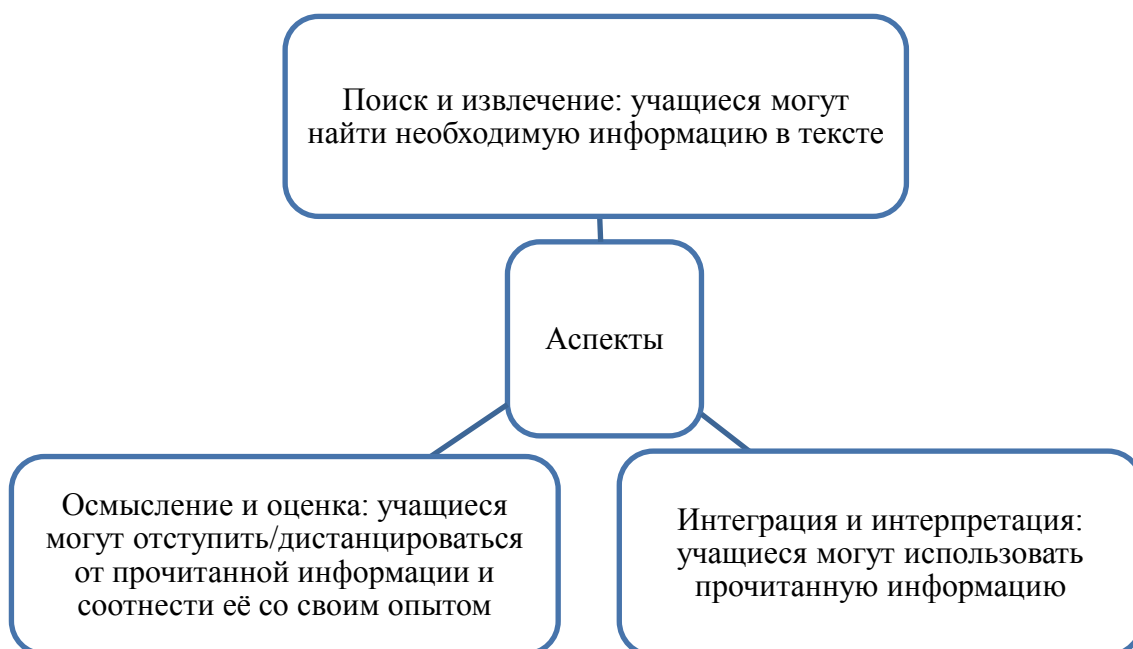 Поиск и извлечение: учащиеся могут
найти необходимую информацию в тексте
Аспекты
Осмысление и оценка: учащиеся
могут отступить/дистанцироваться
от прочитанной информации и
соотнести её со своим опытом
Интеграция и интерпретация:
учащиеся могут использовать
прочитанную информацию